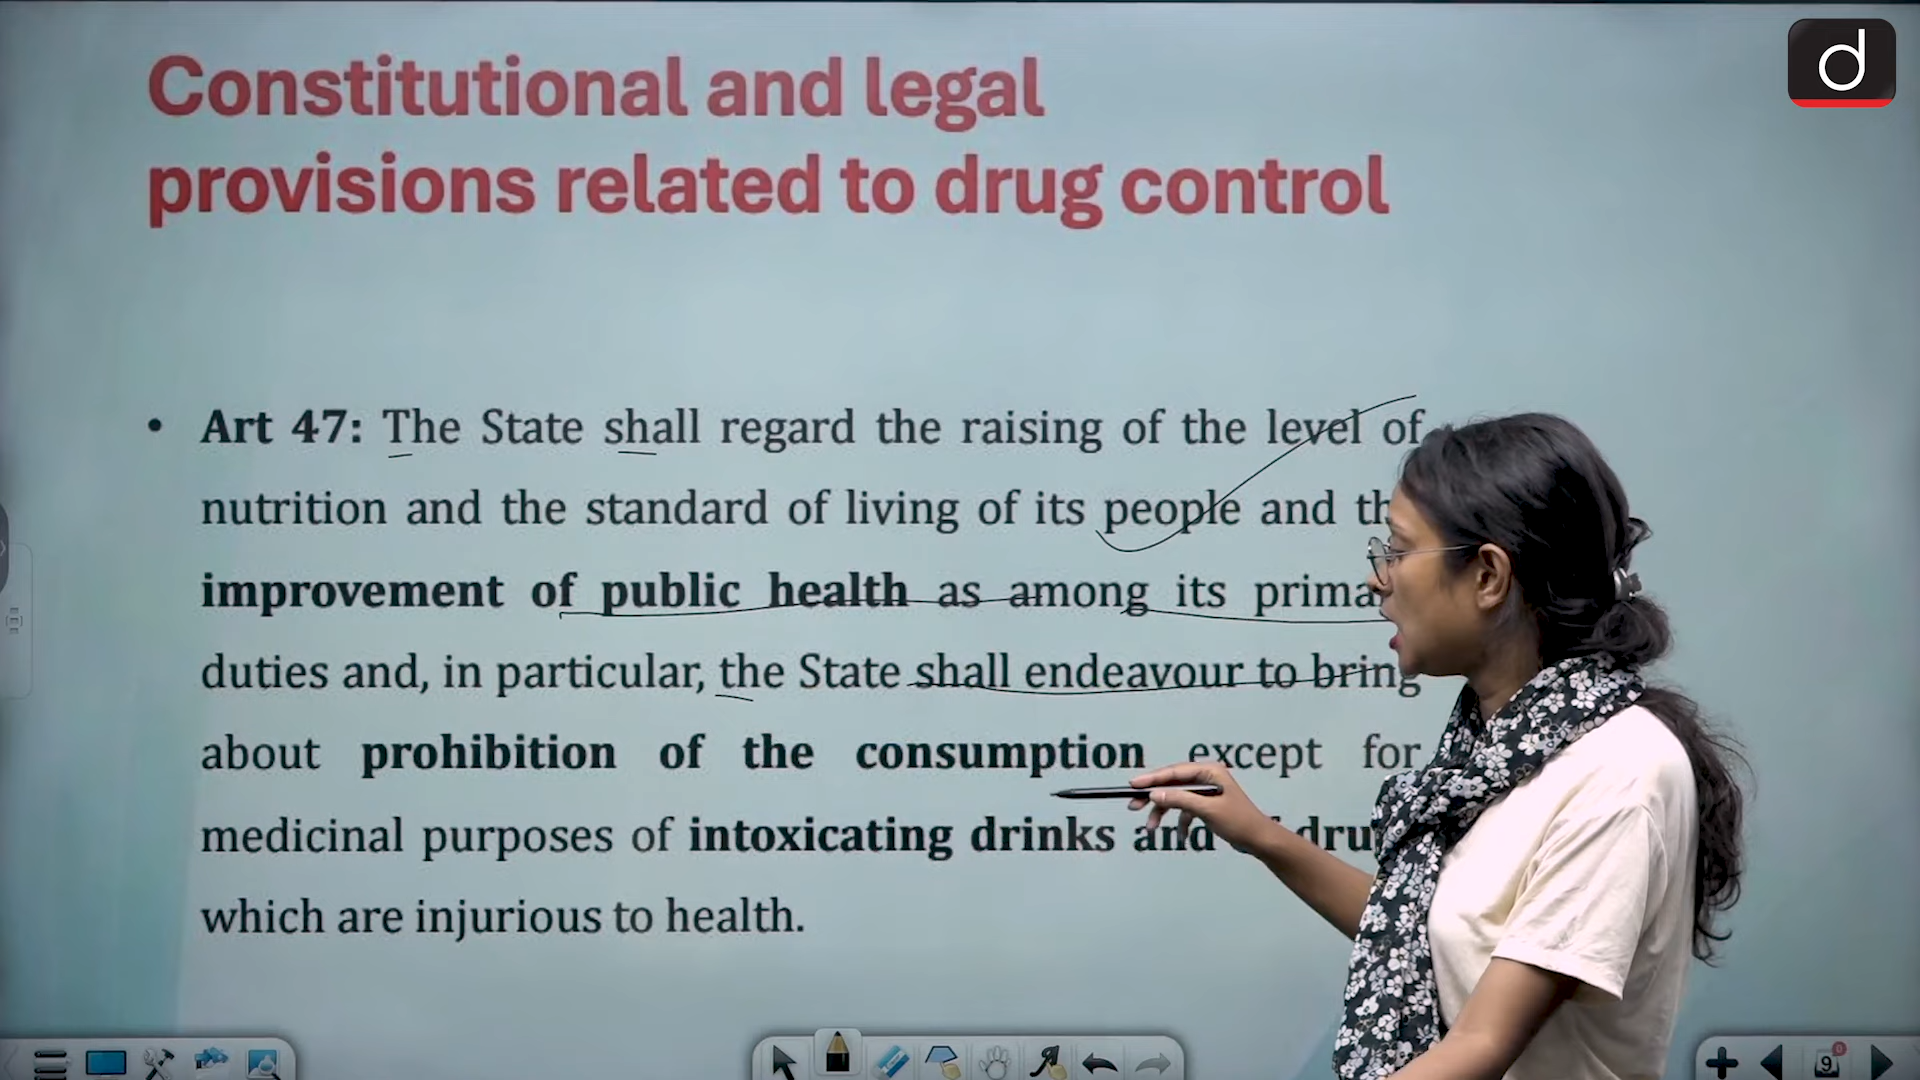 d
Constitutional and legal
provisions related to drug control
• Art 47: The State shall regard the raising of the level of
nutrition and the standard of living of its people and
improvement of public health as among its
duties and, in particular, the State shall endeavour to bring
about prohibition of the consumption except for
medicinal purposes of intoxicating drinks and
which are injurious to health.
9
0